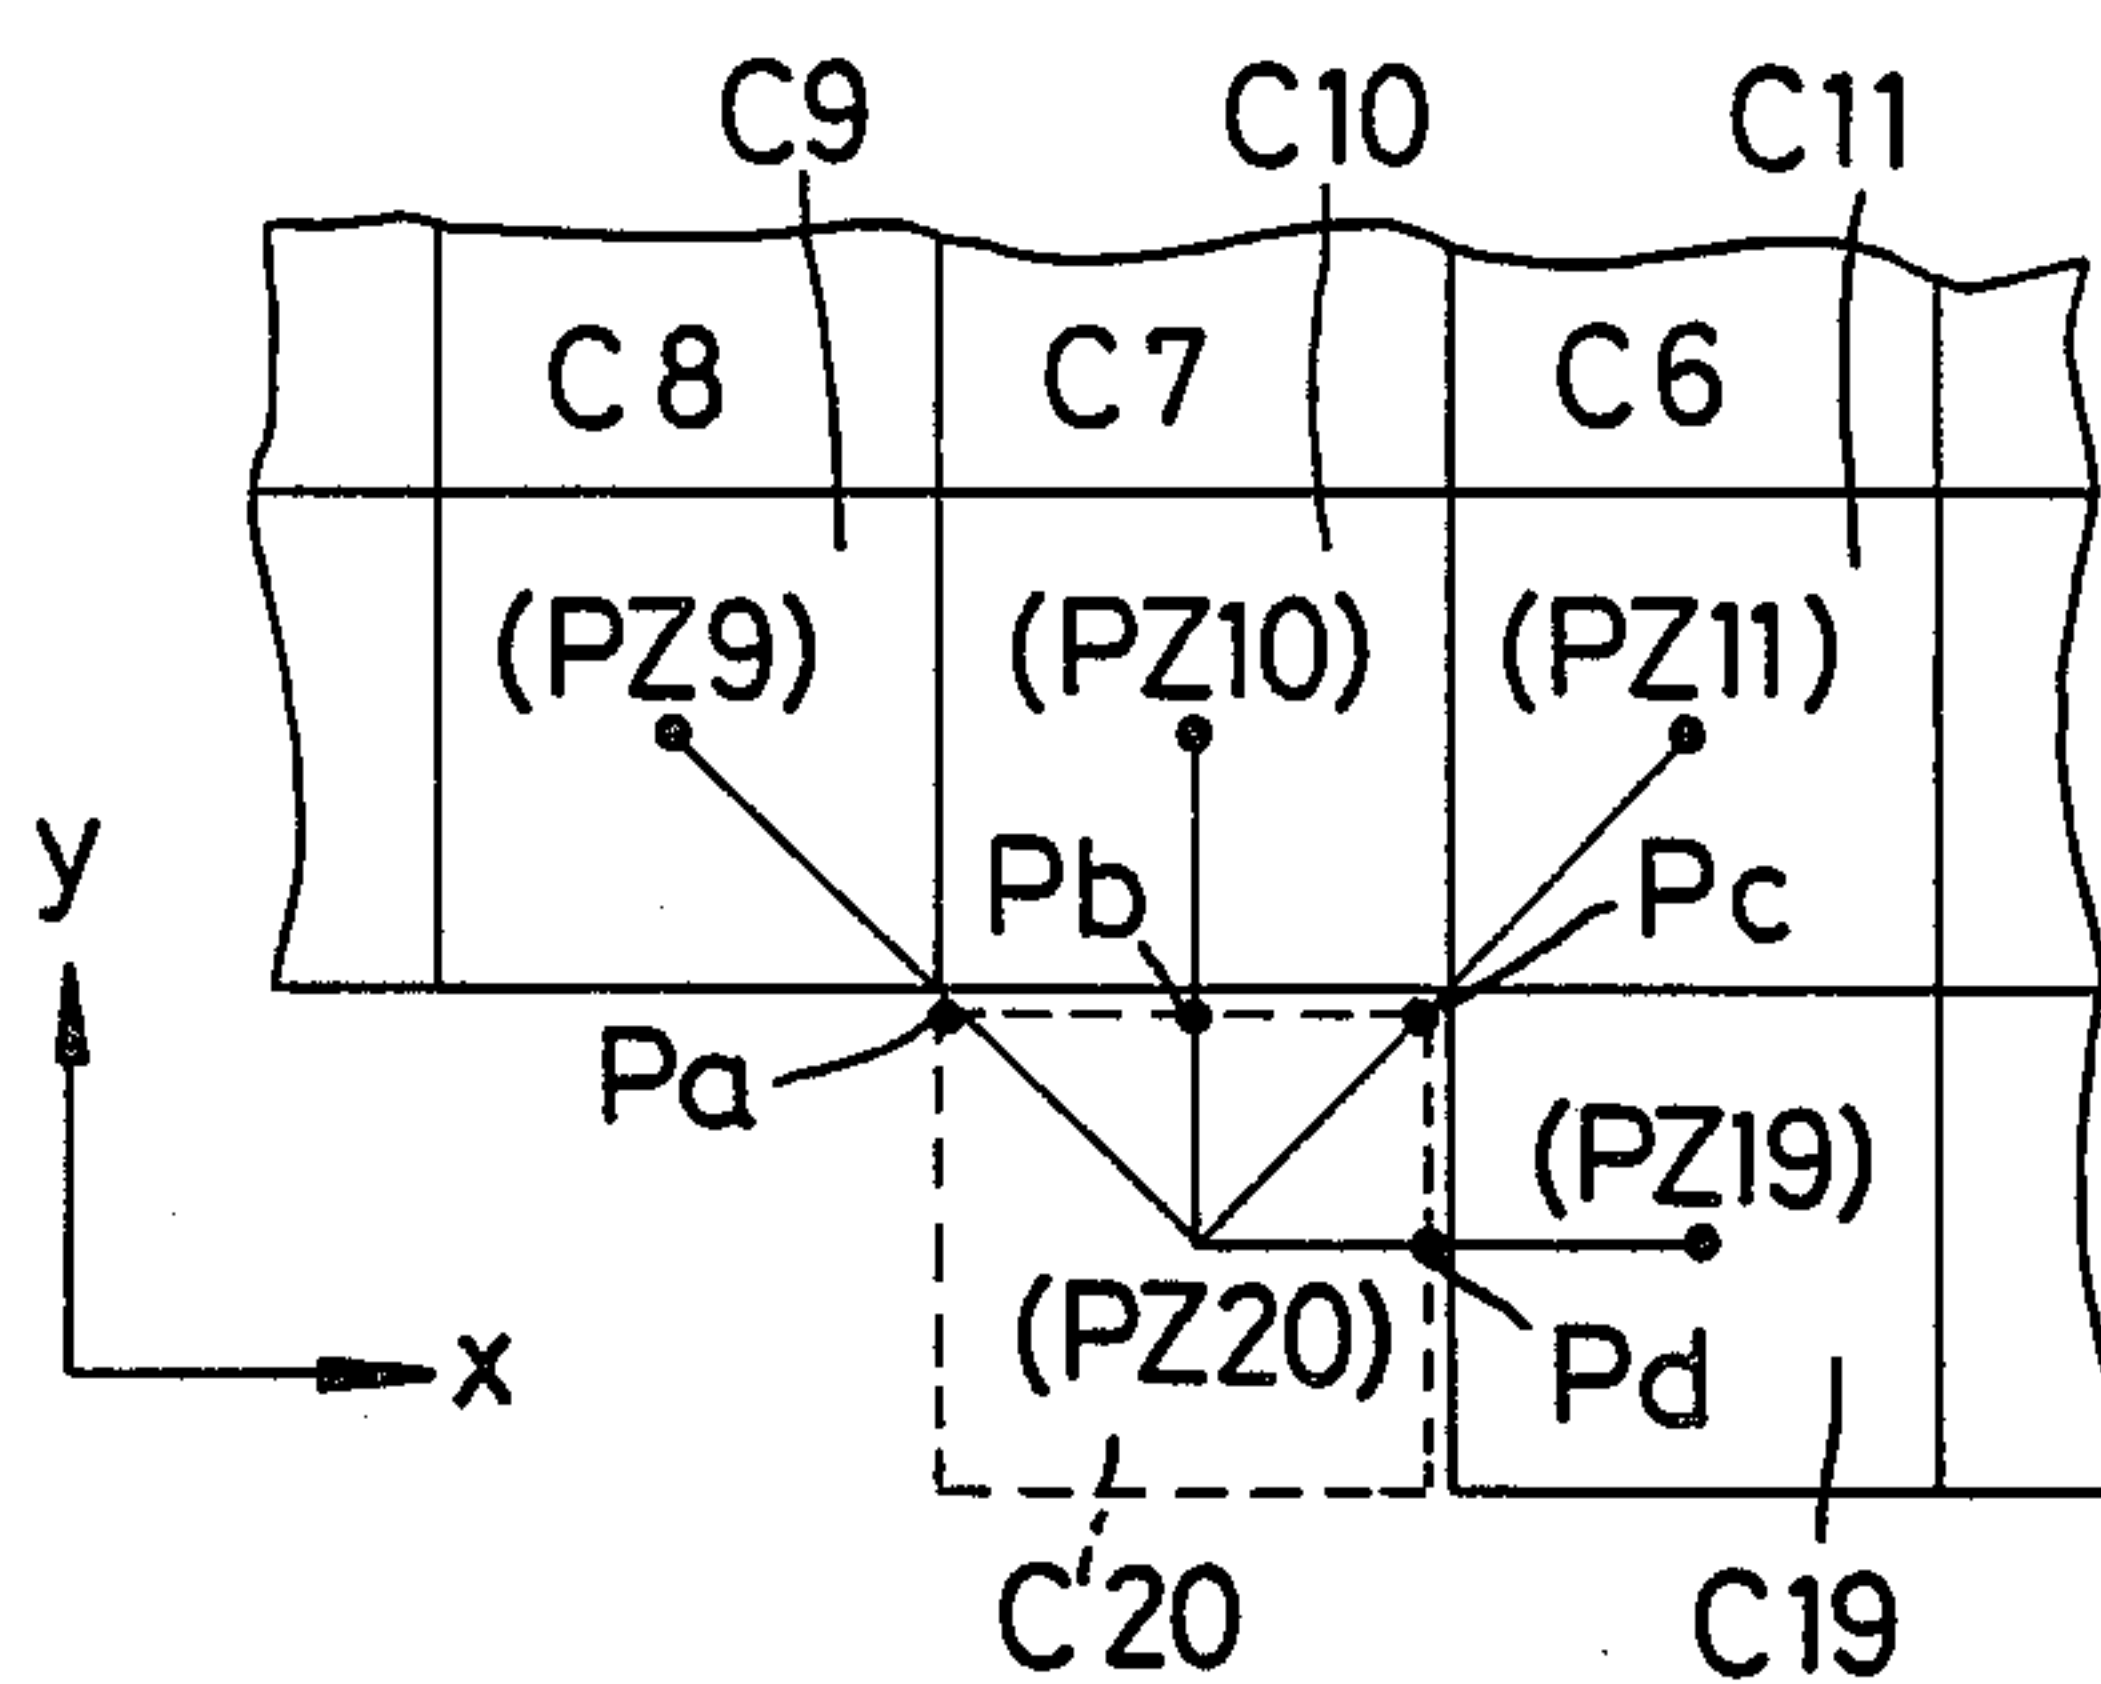 C9 C10 C11
C8 C7 C6
(PZ9) (PZ10) (PZ11)
y Pb Pc
Pa
(PZ19)
(PZ20)
x Pd
C'20 C19